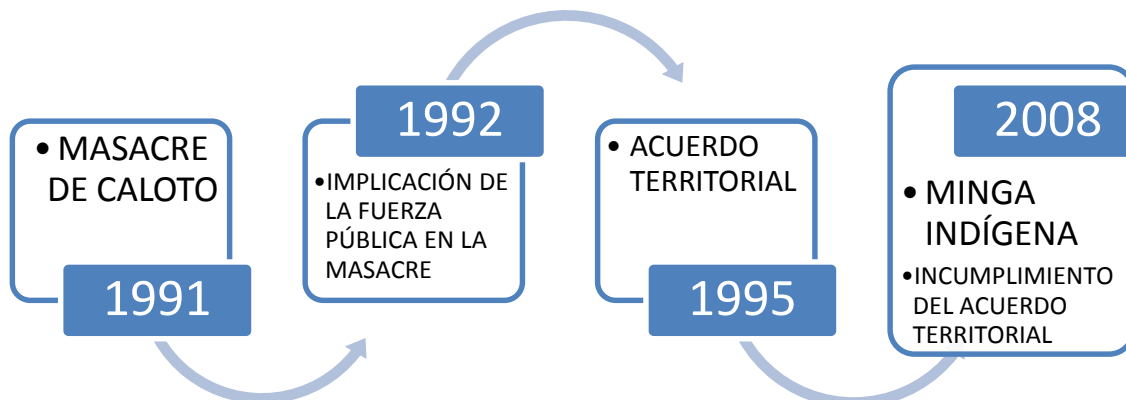 • MASACRE
DE CALOTO
1991
1992
•IMPLICACIÓN DE
LA FUERZA
PÚBLICA EN LA
MASACRE
• ACUERDO
TERRITORIAL
1995
2008
• MINGA
INDÍGENA
•INCUMPLIMIENTO
DEL ACUERDO
TERRITORIAL